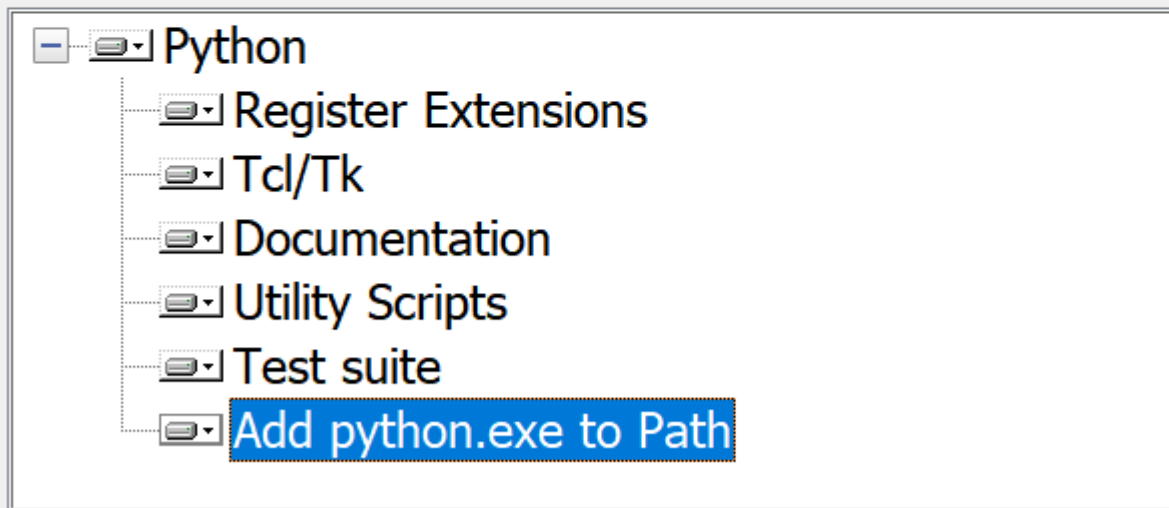 Python
Register Extensions
Tcl/Tk
Documentation
Utility Scripts
Test suite
Add python.exe to Path